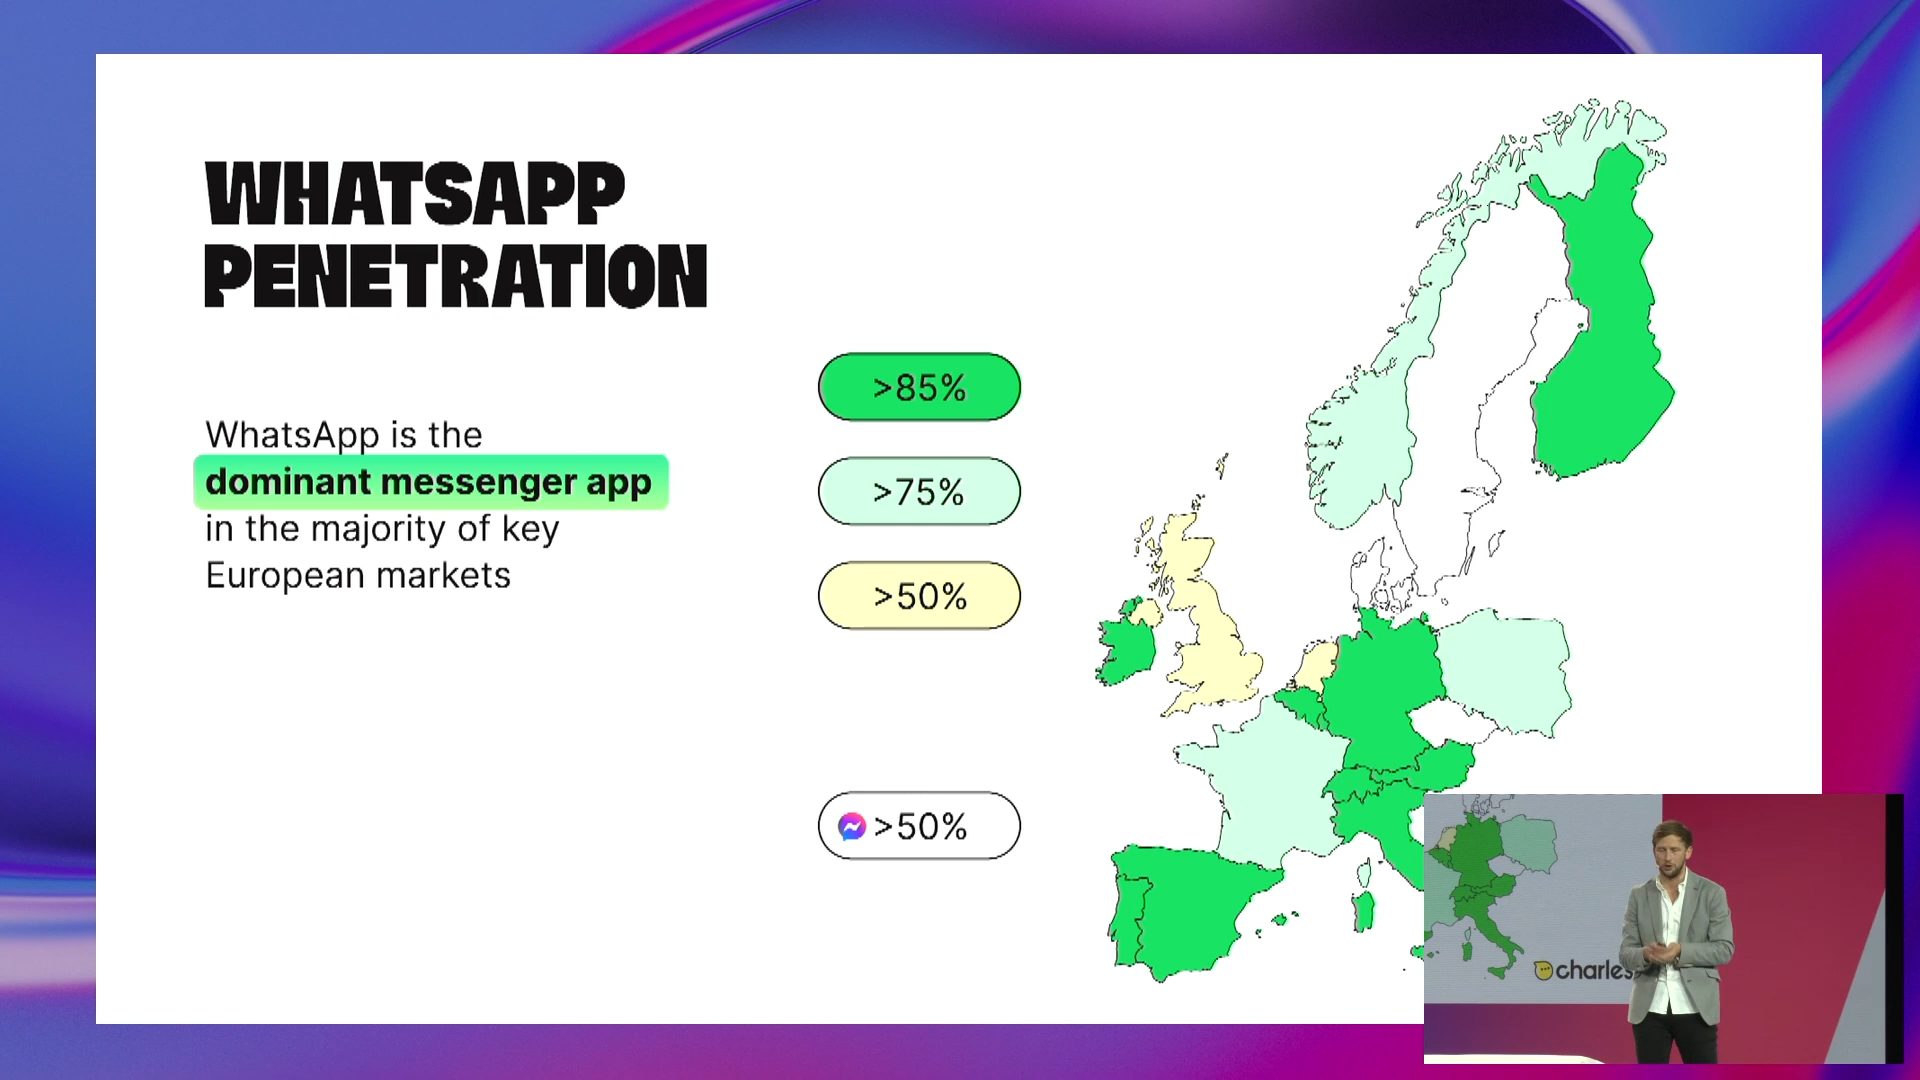 WHATSAPP
PENETRATION
WhatsApp is the
dominant messenger app
in the majority of key
European markets
>85%
>75%
>50%
>50%
charles